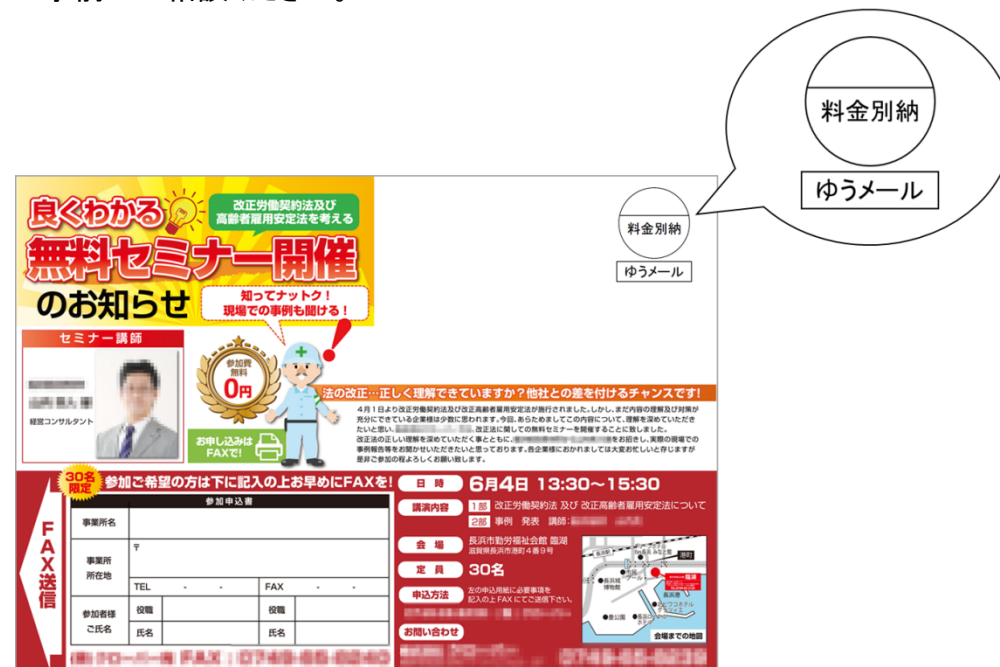 料金別納
ゆうメール
良くわかる
改正労働契約法及び
高齢者雇用安定法を考える
無料セミナー開催
のお知らせ
知ってナットク！
現場での事例も聞ける！
料金別納
ゆうメール
セミナー講師
経営コンサルタント
参加費
無料
0円
お申し込みは
FAXで!
法の改正…正しく理解できていますか？他社との差を付けるチャンスです!
４月１日より改正労働契約法及び改正高齢者雇用安定法が施行されました。しかし、まだ内容の理解及び対策が
充分にできている企業様は少数に思われます。今回、あらためましてこの内容について、理解を深めていただき
たいと思い、改正法に関しての無料セミナーを開催することに致しました。
改正法の正しい理解を深めていただく事とともに、をお招きし、実際の現場での
事例報告等をお聞かせいただきたいと思っております。各企業様におかれましては大変お忙しいと存じますが
是非ご参加の程よろしくお願い致します。
30名
限定
参加ご希望の方は下に記入の上お早めにFAXを!
FAX送信
参加申込書
事業所名
事業所
所在地
〒
TEL - - FAX - -
参加者様
ご氏名
役職 役職
氏名 氏名
日時 6月4日 13:30～15:30
講演内容 1部 改正労働契約法 及び 改正高齢者雇用安定法について
2部 事例 発表 講師：
会場 長浜市勤労福祉会館 臨湖
滋賀県長浜市港町４番９号
定員 30名
申込方法 左の申込用紙に必要事項を
記入の上 FAX にてご送信下さい。
お問い合わせ
港町
臨湖
長浜城
博物館
市民
プール
長浜港
豊公園
会場までの地図